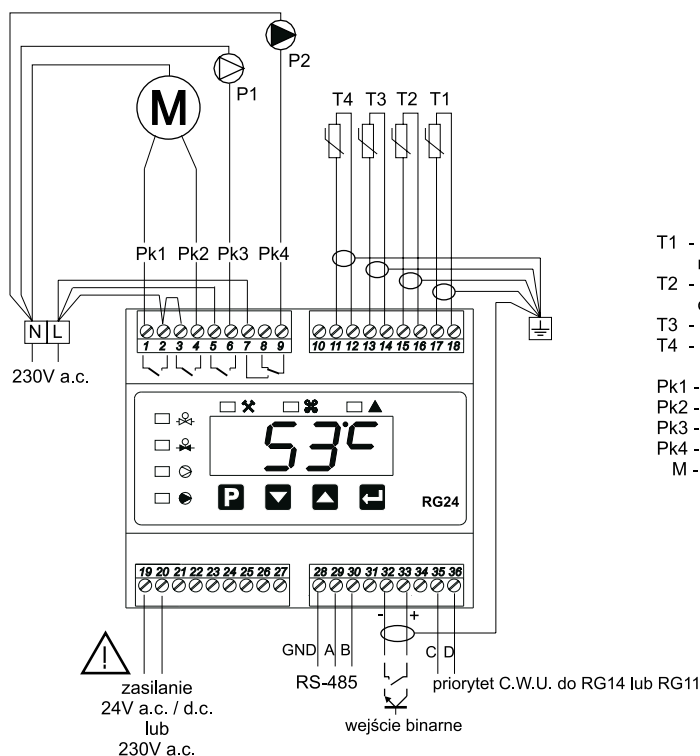 P2
P1
M
T4 T3 T2 T1
Pk1 Pk2 Pk3 Pk4
N L
230V a.c.
1 2 3 4 5 6 7 8 9
10 11 12 13 14 15 16 17 18
53°C
P
RG24
19 20 21 22 23 24 25 26 27
28 29 30 31 32 33 34 35 36
- +
GND A B
C D
RS-485
priorytet C.W.U. do RG14 lub RG11
wejście binarne
zasilanie
24V a.c. / d.c.
lub
230V a.c.
T1 -
T2 -
T3 -
T4 -
Pk1 -
Pk2 -
Pk3 -
Pk4 -
M -